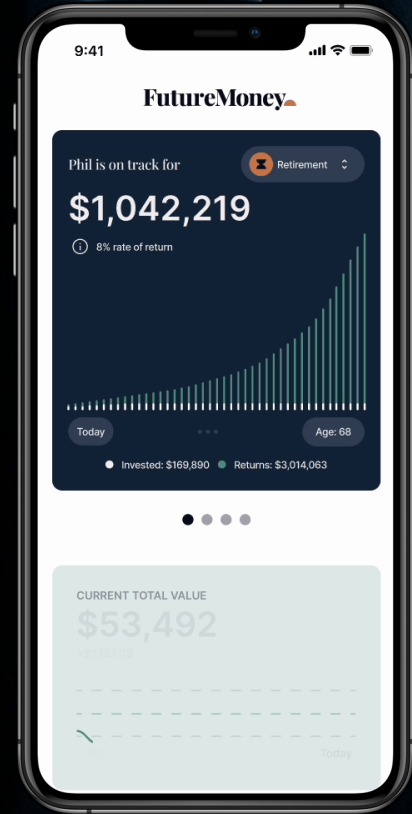 9:41
FutureMoney
Phil is on track for
Retirement
$1,042,219
8% rate of return
Today
Age: 68
Invested: $169,890 Returns: $3,014,063
CURRENT TOTAL VALUE
$53,492
Today